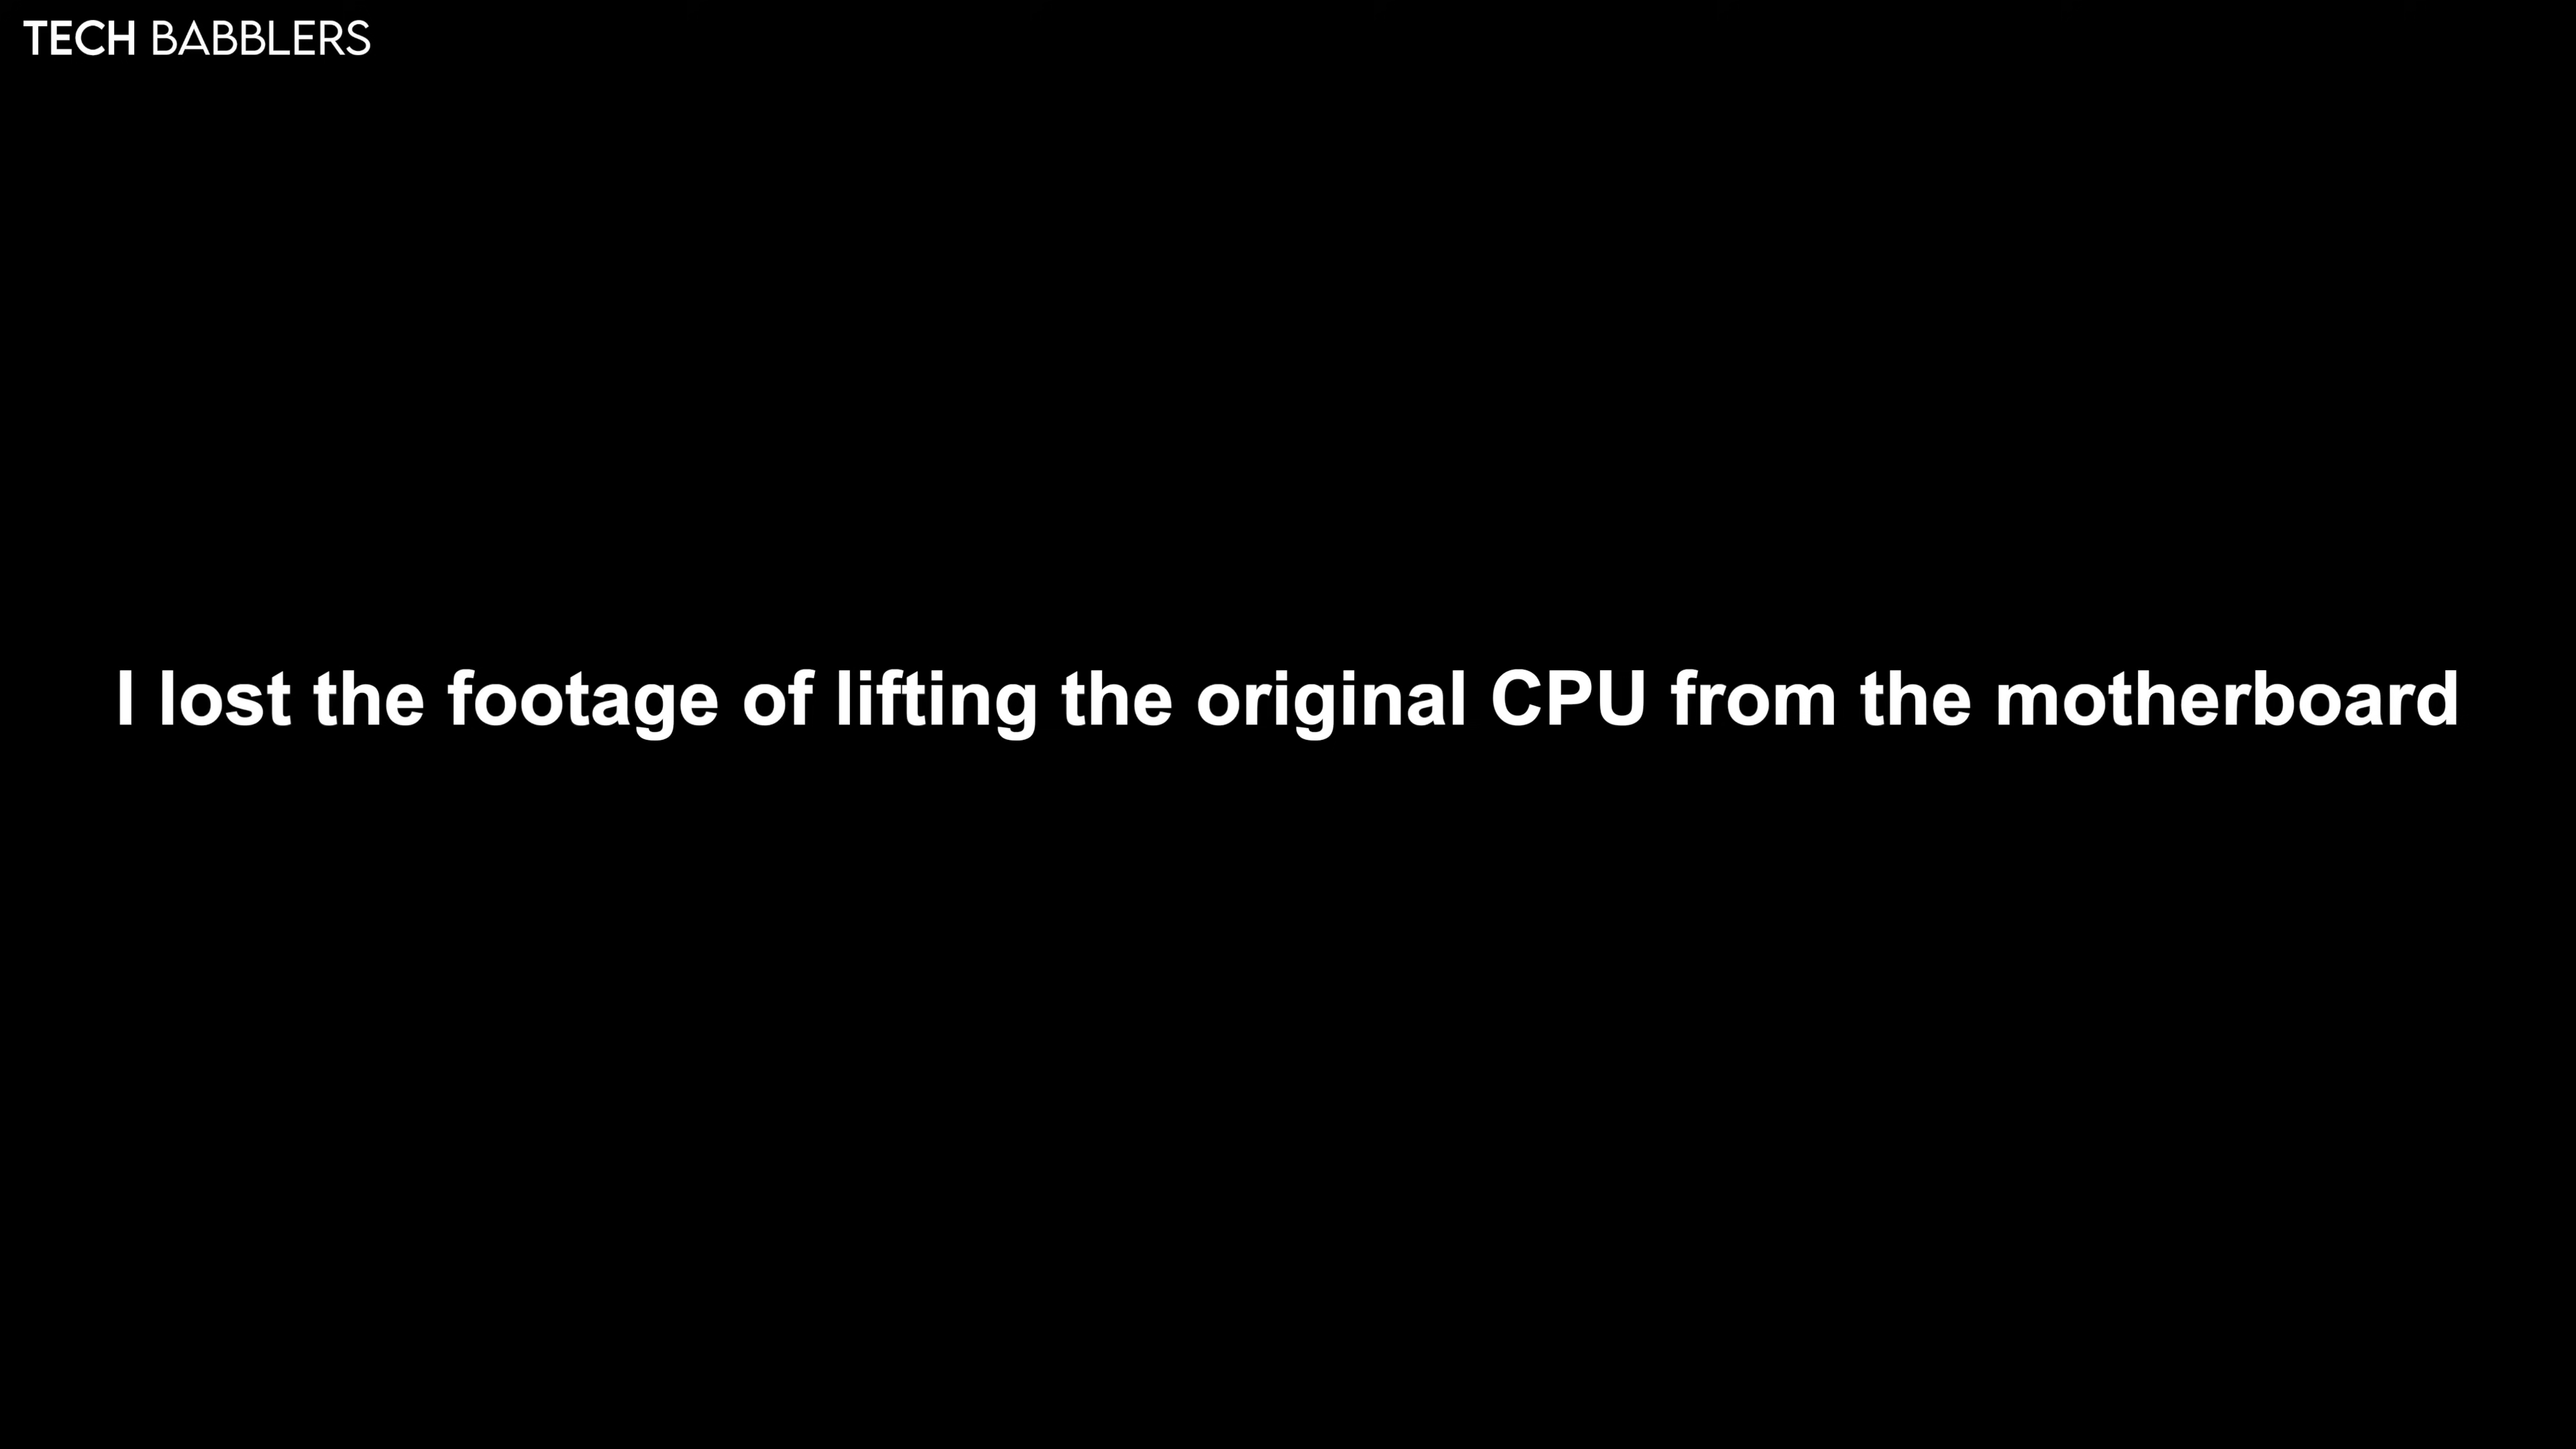 TECH BABBLERS
I lost the footage of lifting the original CPU from the motherboard